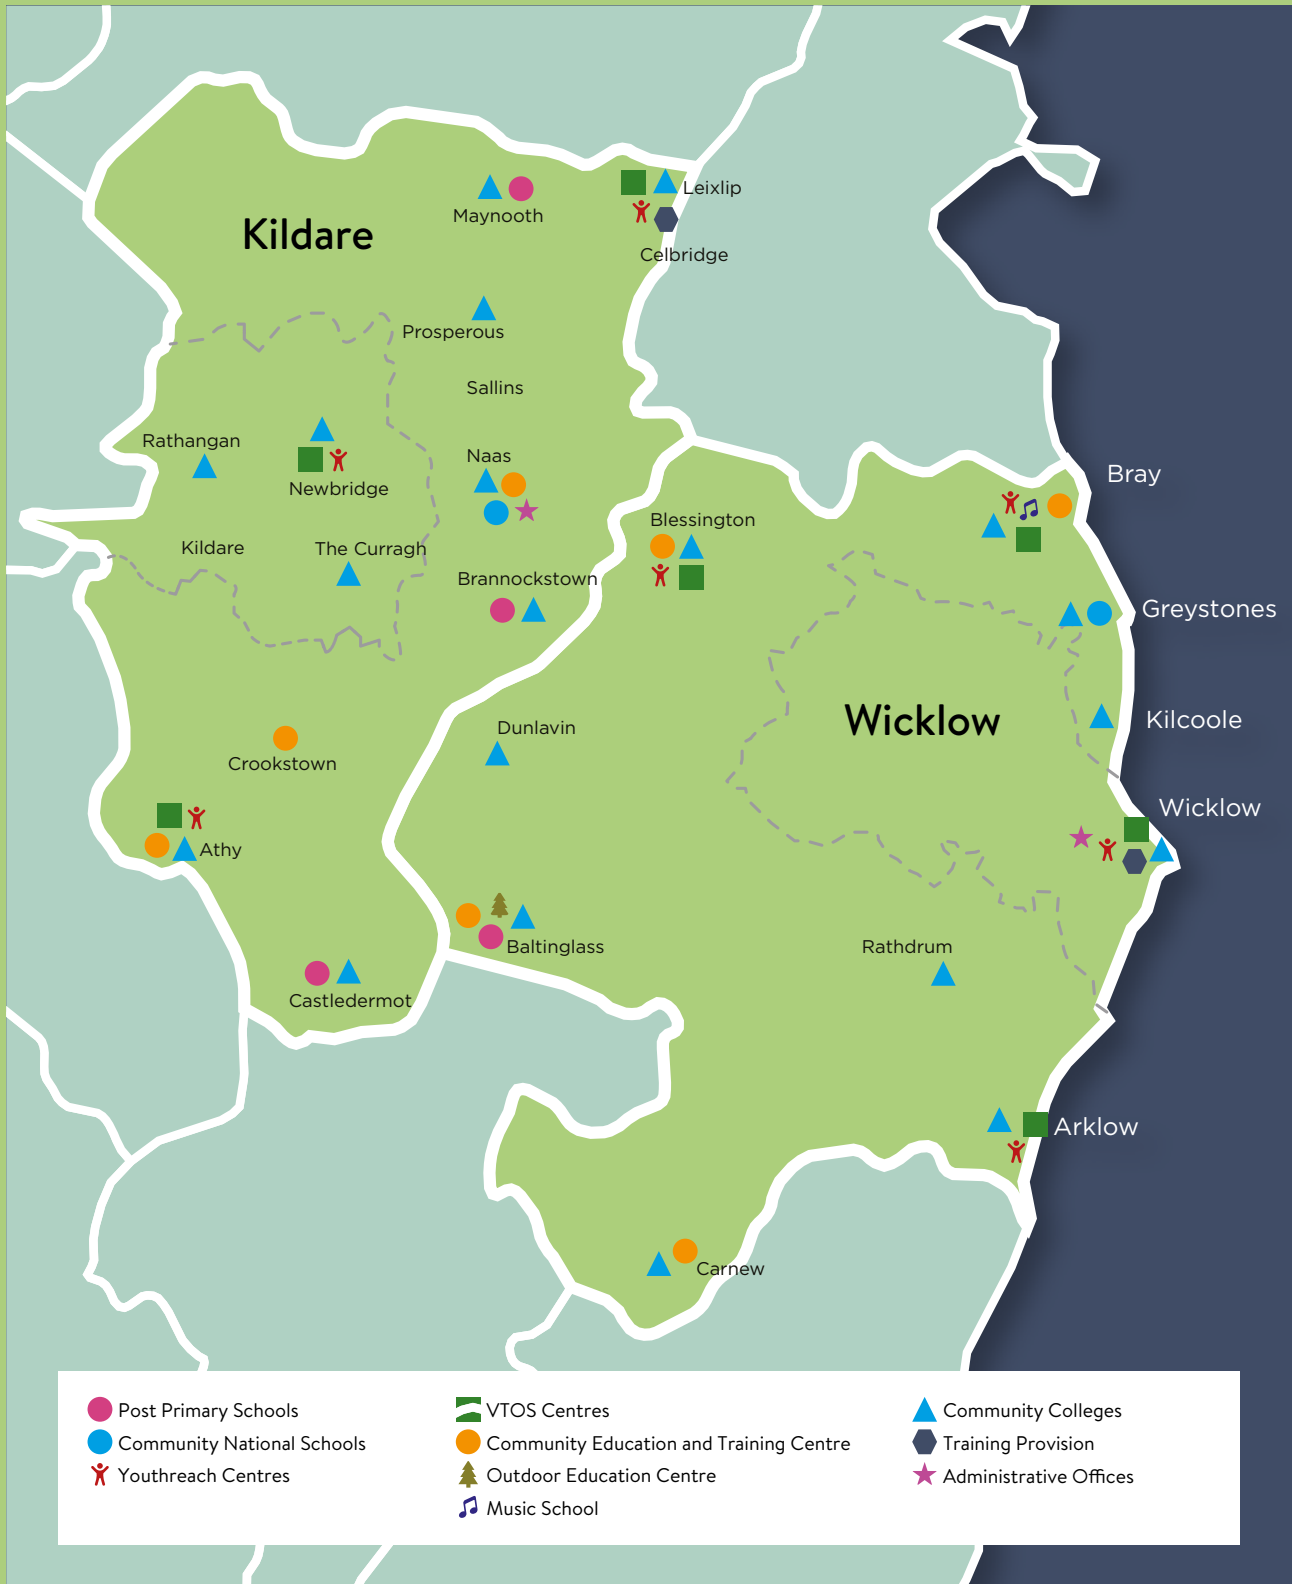 Maynooth
Leixlip
Kildare
Celbridge
Prosperous
Sallins
Rathangan
Naas
Bray
Newbridge
Blessington
Kildare
The Curragh
Brannockstown
Greystones
Wicklow
Kilcoole
Dunlavin
Crookstown
Wicklow
Athy
Baltinglass
Rathdrum
Castledermot
Arklow
Carnew
Post Primary Schools
Community National Schools
Youthreach Centres
VTOS Centres
Community Education and Training Centre
Outdoor Education Centre
Music School
Community Colleges
Training Provision
Administrative Offices